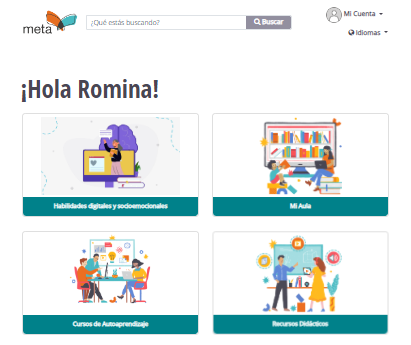 meta
¿Qué estás buscando?
Buscar
Mi Cuenta
Idiomas
¡Hola Romina!
Habilidades digitales y socioemocionales
Mi Aula
Cursos de Autoaprendizaje
Recursos Didácticos